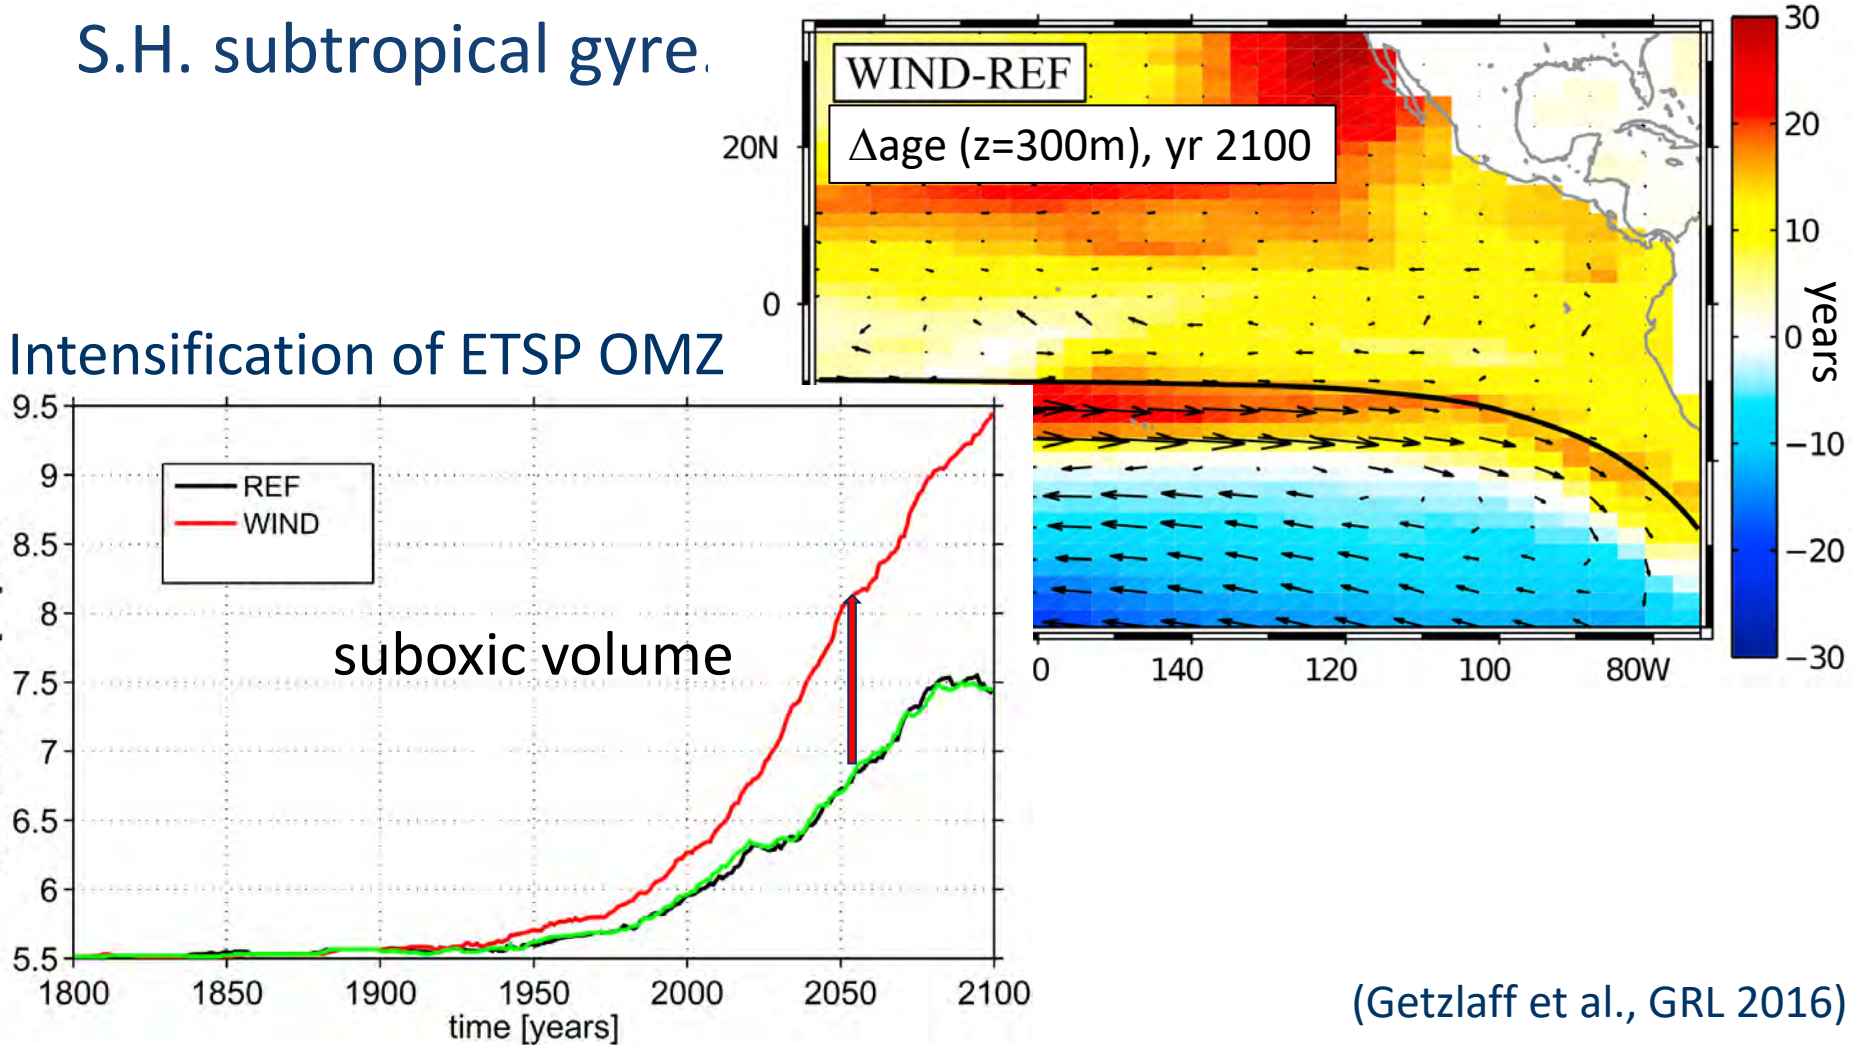 S.H. subtropical gyre.
WIND-REF
Δage (z=300m), yr 2100
20N
0
30
20
10
0
−10
−20
−30
years
Intensification of ETSP OMZ
9.5
9
8.5
8
7.5
7
6.5
6
5.5
REF
WIND
suboxic volume
1800 1850 1900 1950 2000 2050 2100
time [years]
0 140 120 100 80W
(Getzlaff et al., GRL 2016)